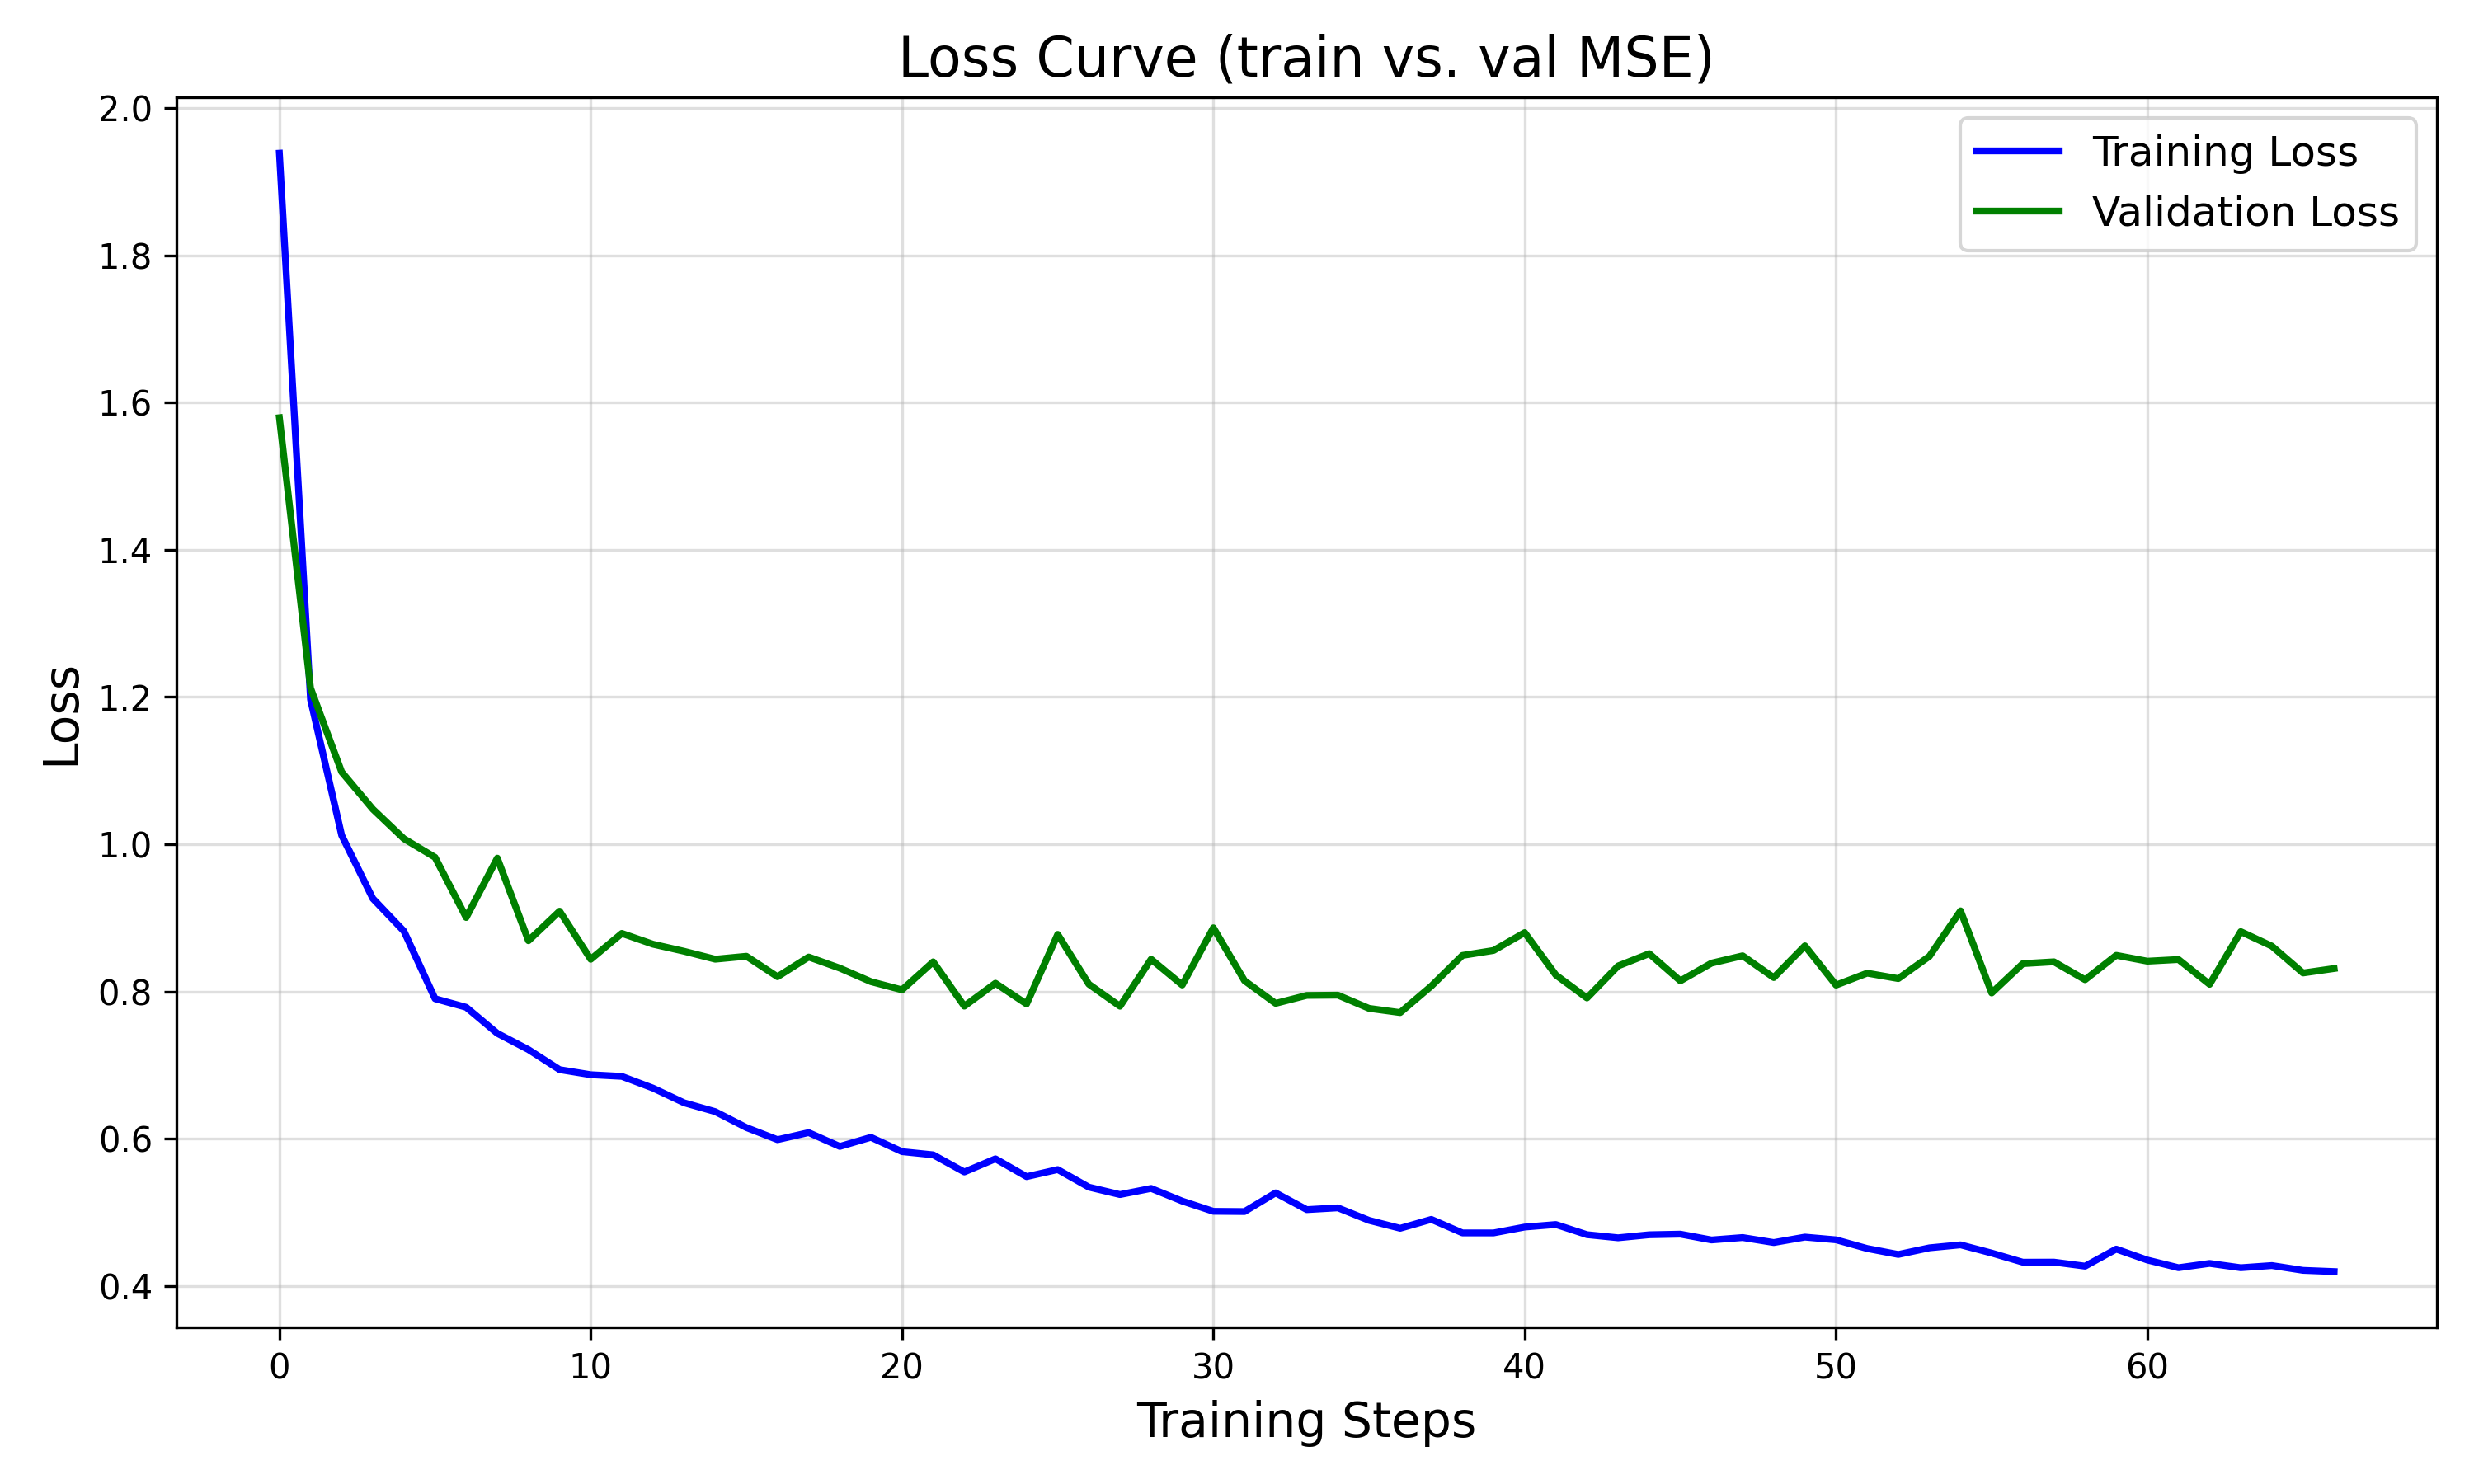 Loss Curve (train vs. val MSE)
Training Loss
Validation Loss
2.0
1.8
1.6
1.4
1.2
1.0
0.8
0.6
0.4
Loss
0 10 20 30 40 50 60
Training Steps